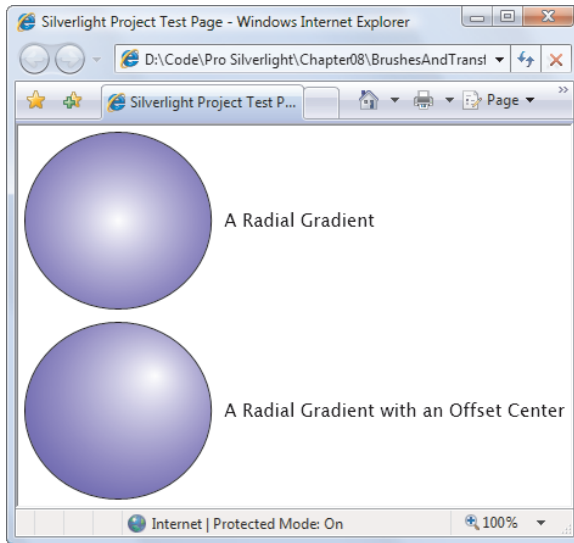 Silverlight Project Test Page - Windows Internet Explorer
D:\Code\Pro Silverlight\Chapter08\BrushesAndTransf
Silverlight Project Test P...
Page
A Radial Gradient
A Radial Gradient with an Offset Center
Internet | Protected Mode: On
100%